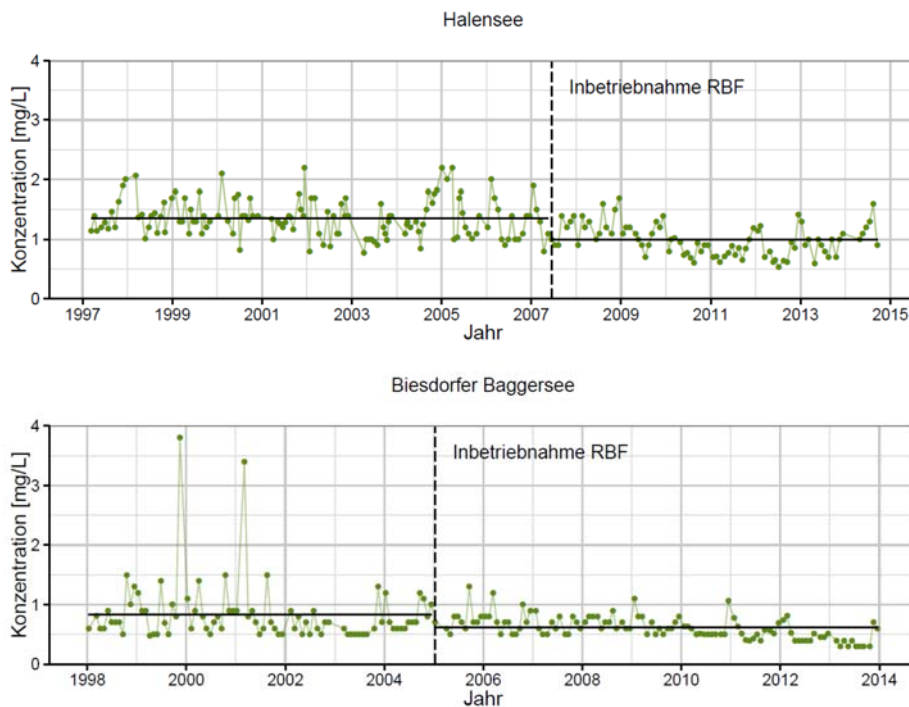 Halensee
Konzentration [mg/L]
4
3
2
1
0
Inbetriebnahme RBF
1997 1999 2001 2003 2005 2007 2009 2011 2013 2015
Jahr
Biesdorfer Baggersee
Konzentration [mg/L]
4
3
2
1
0
Inbetriebnahme RBF
1998 2000 2002 2004 2006 2008 2010 2012 2014
Jahr